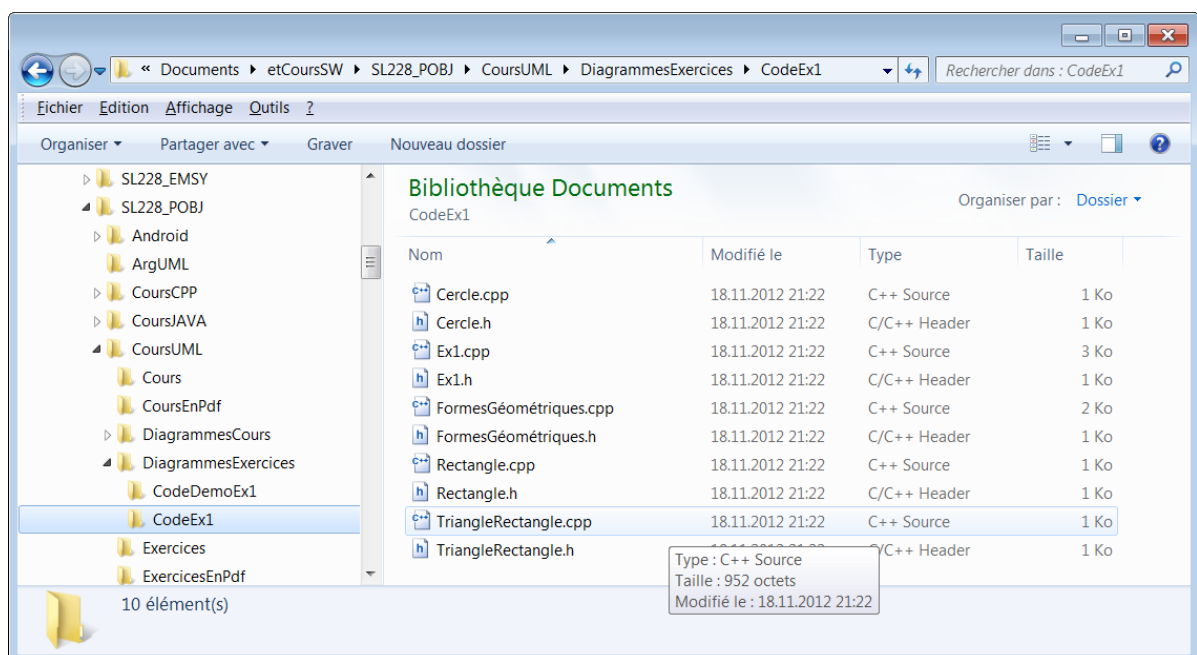 « Documents etCoursSW SL228_POBJ CoursUML DiagrammesExercices CodeEx1 Rechercher dans : CodeEx1
Fichier Edition Affichage Outils ?
Organiser Partager avec Graver Nouveau dossier
SL228_EMSY
SL228_POBJ
Android
ArgUML
CoursCPP
CoursJAVA
CoursUML
Cours
CoursEnPdf
DiagrammesCours
DiagrammesExercices
CodeDemoEx1
CodeEx1
Exercices
ExercicesEnPdf
Bibliothèque Documents
CodeEx1
Organiser par : Dossier
Nom Modifié le Type Taille
Cercle.cpp 18.11.2012 21:22 C++ Source 1 Ko
Cercle.h 18.11.2012 21:22 C/C++ Header 1 Ko
Ex1.cpp 18.11.2012 21:22 C++ Source 3 Ko
Ex1.h 18.11.2012 21:22 C/C++ Header 1 Ko
FormesGéométriques.cpp 18.11.2012 21:22 C++ Source 2 Ko
FormesGéométriques.h 18.11.2012 21:22 C/C++ Header 1 Ko
Rectangle.cpp 18.11.2012 21:22 C++ Source 1 Ko
Rectangle.h 18.11.2012 21:22 C/C++ Header 1 Ko
TriangleRectangle.cpp 18.11.2012 21:22 C++ Source 1 Ko
TriangleRectangle.h /C++ Header 1 Ko
Type : C++ Source
Taille : 952 octets
Modifié le : 18.11.2012 21:22
10 élément(s)